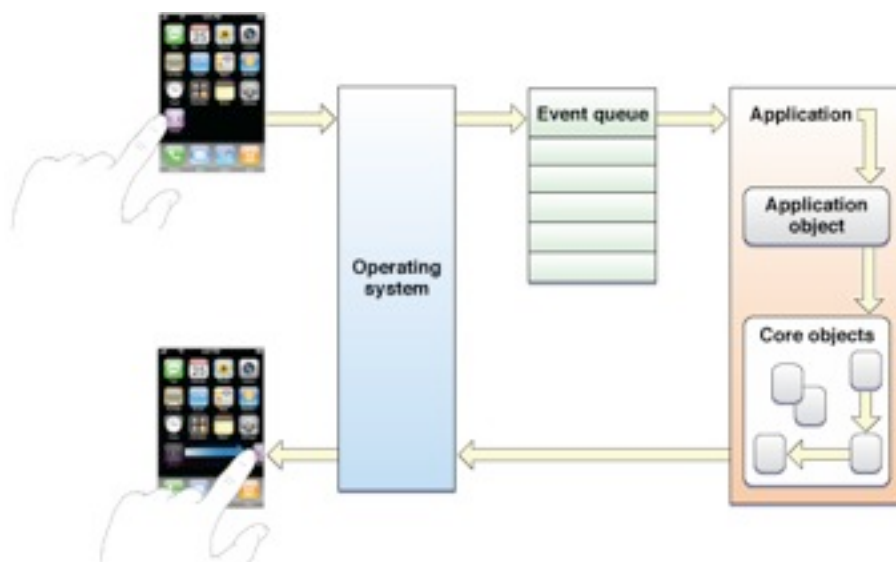 Event queue
Application
Application
object
Operating
system
Core objects